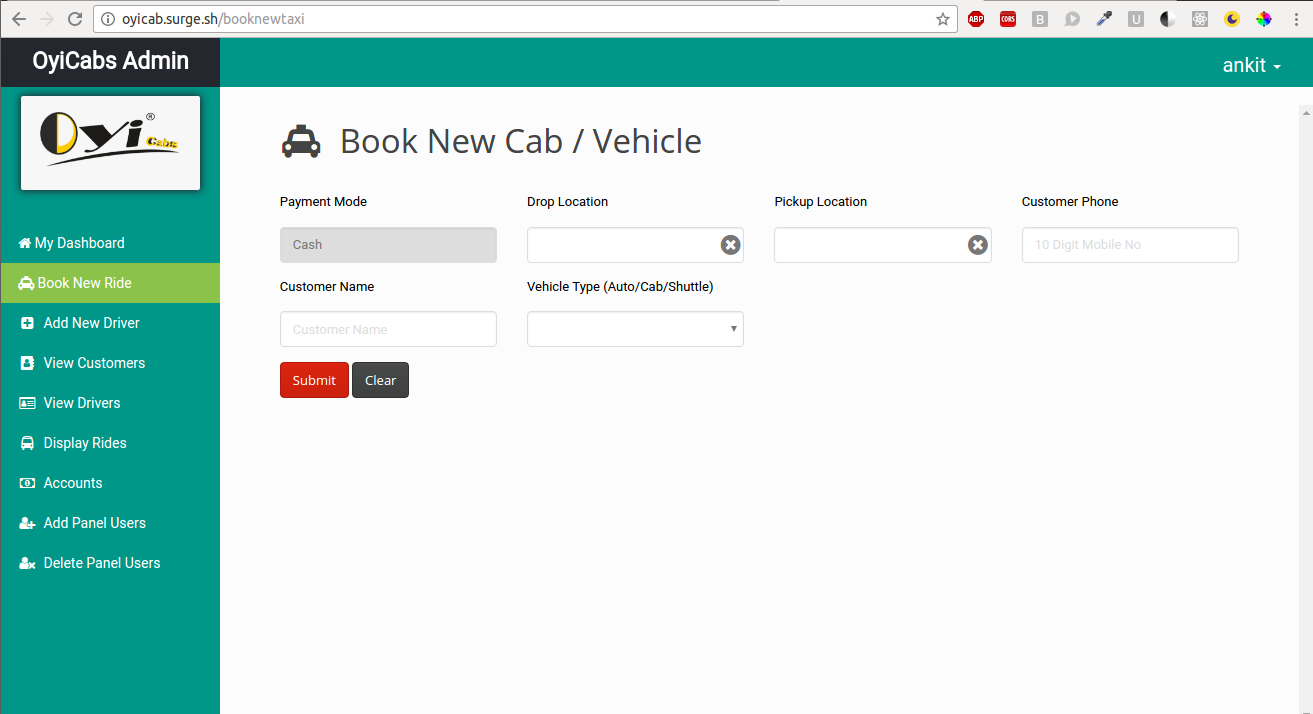 oyicab.surge.sh/booknewtaxi
ABP
CORS
B
U
OyiCabs Admin
ankit
Oyi® Cabs
My Dashboard
Book New Ride
Add New Driver
View Customers
View Drivers
Display Rides
Accounts
Add Panel Users
Delete Panel Users
Book New Cab / Vehicle
Payment Mode
Drop Location
Pickup Location
Customer Phone
Cash
10 Digit Mobile No
Customer Name
Vehicle Type (Auto/Cab/Shuttle)
Customer Name
Submit
Clear